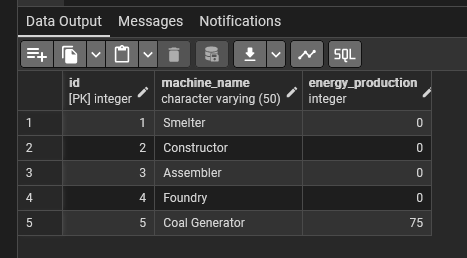 Data Output Messages Notifications
SQL
id machine_name energy_production
[PK] integer character varying (50) integer
1 1 Smelter 0
2 2 Constructor 0
3 3 Assembler 0
4 4 Foundry 0
5 5 Coal Generator 75